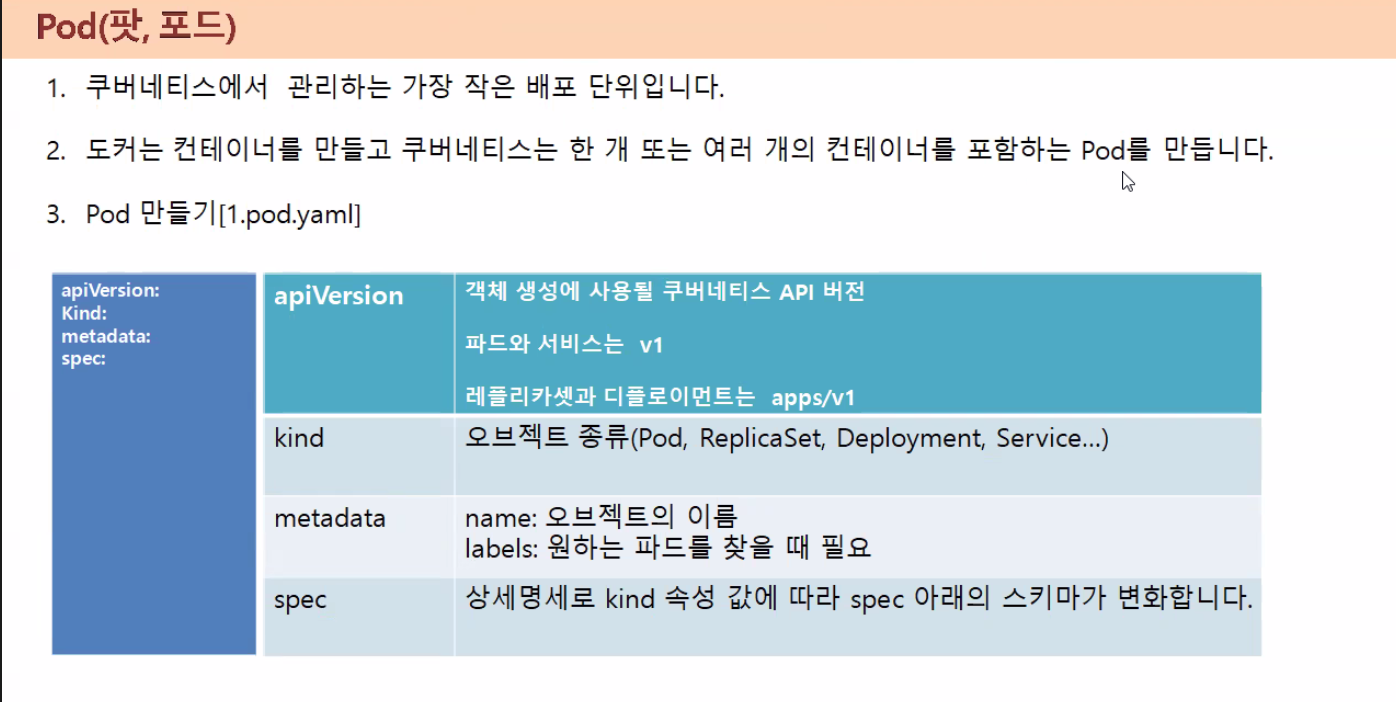 Pod(팟, 포드)
1. 쿠버네티스에서 관리하는 가장 작은 배포 단위입니다.
2. 도커는 컨테이너를 만들고 쿠버네티스는 한 개 또는 여러 개의 컨테이너를 포함하는 Pod를 만듭니다.
3. Pod 만들기[1.pod.yaml]
apiVersion:
Kind:
metadata:
spec:
apiVersion
객체 생성에 사용될 쿠버네티스 API 버전
파드와 서비스는 v1
레플리카셋과 디플로이먼트는 apps/v1
kind
오브젝트 종류(Pod, ReplicaSet, Deployment, Service...)
metadata
name: 오브젝트의 이름
labels: 원하는 파드를 찾을 때 필요
spec
상세명세로 kind 속성 값에 따라 spec 아래의 스키마가 변화합니다.